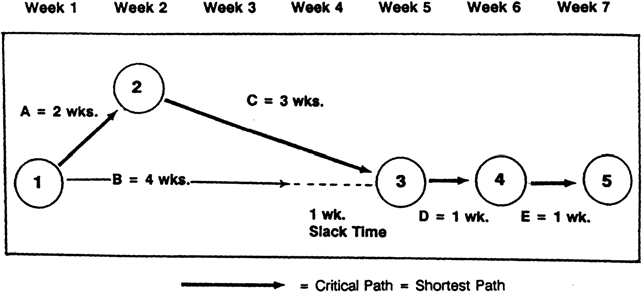 Week 1 Week 2 Week 3 Week 4 Week 5 Week 6 Week 7
2
C = 3 wks.
A = 2 wks.
1
B = 4 wks.
3
4
5
1 wk.
Slack Time
D = 1 wk.
E = 1 wk.
= Critical Path = Shortest Path